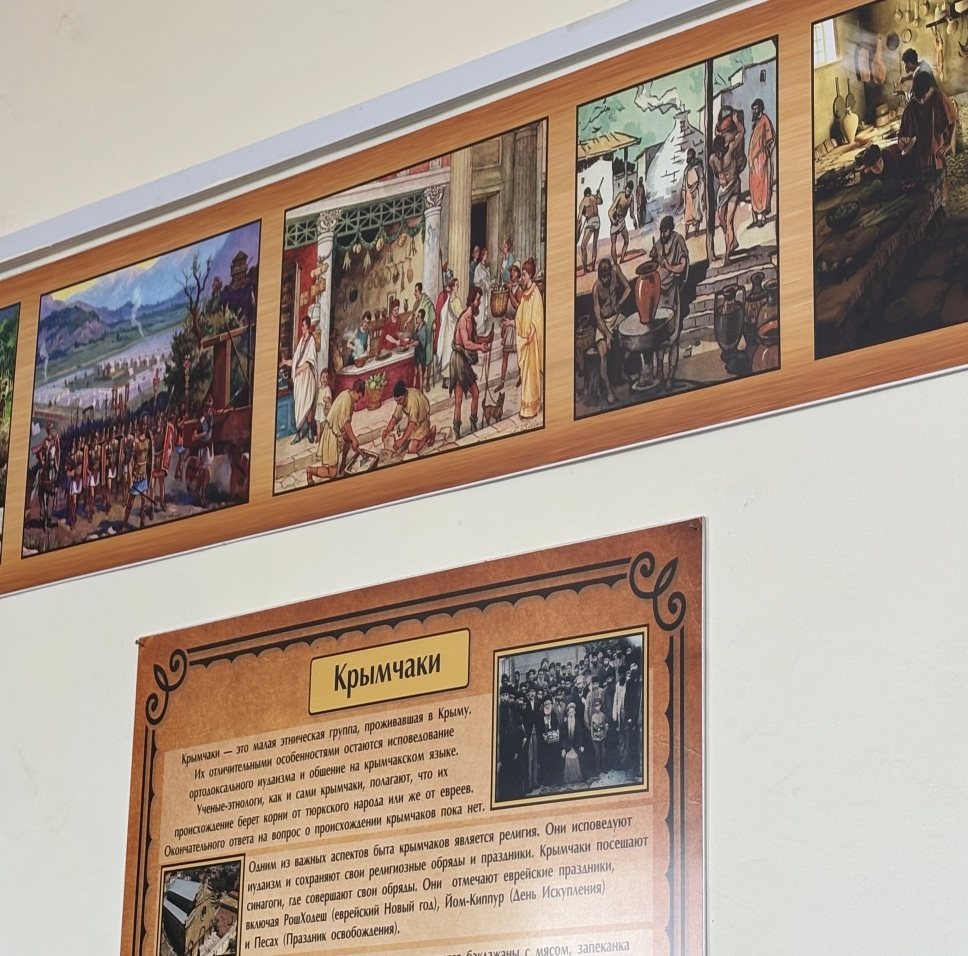 Крымчаки
Крымчаки — это малая этническая группа, проживавшая в Крыму.
Их отличительными особенностями остаются исповедование
ортодоксального иудаизма и общение на крымчакском языке.
Ученые-этнологи, как и сами крымчаки, полагают, что их
происхождение берет корни от тюркского народа или же от евреев.
Окончательного ответа на вопрос о происхождении крымчаков пока нет.
Одним из важных аспектов быта крымчаков является религия. Они исповедуют
иудаизм и сохраняют свои религиозные обряды и праздники. Крымчаки посещают
синагоги, где совершают свои обряды. Они отмечают еврейские праздники,
включая РошХодеш (еврейский Новый год), Йом-Киппур (День Искупления)
и Песах (Праздник освобождения).
баклажаны с мясом, запеканка